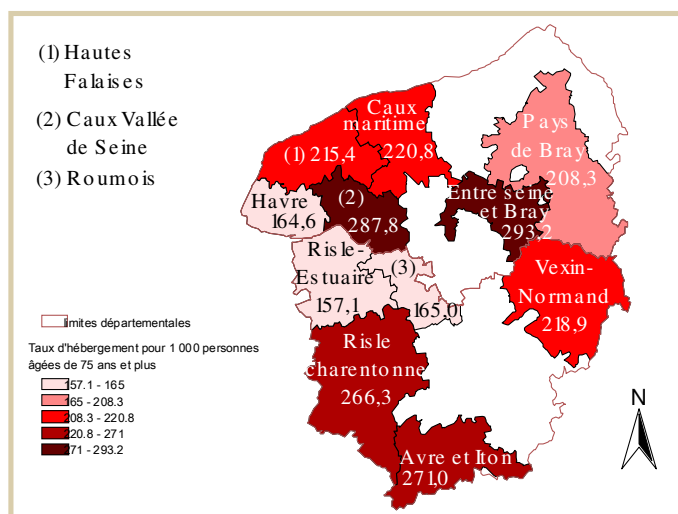 (1) Hautes
Falaises
(2) Caux Vallée
de Seine
(3) Roumois
Caux
maritime
220,8
(1) 215,4
Pays
de Bray
208,3
Havre
164,6
(2)
287,8
Entre seine
et Bray
293,2
Risle-
Estuaire
157,1
(3)
165,0
Vexin-
Normand
218,9
Risle
charentonne
266,3
Avre et Iton
271,0
limites départementales
Taux d'hébergement pour 1 000 personnes
âgées de 75 ans et plus
157.1 - 165
165 - 208.3
208.3 - 220.8
220.8 - 271
271 - 293.2
N